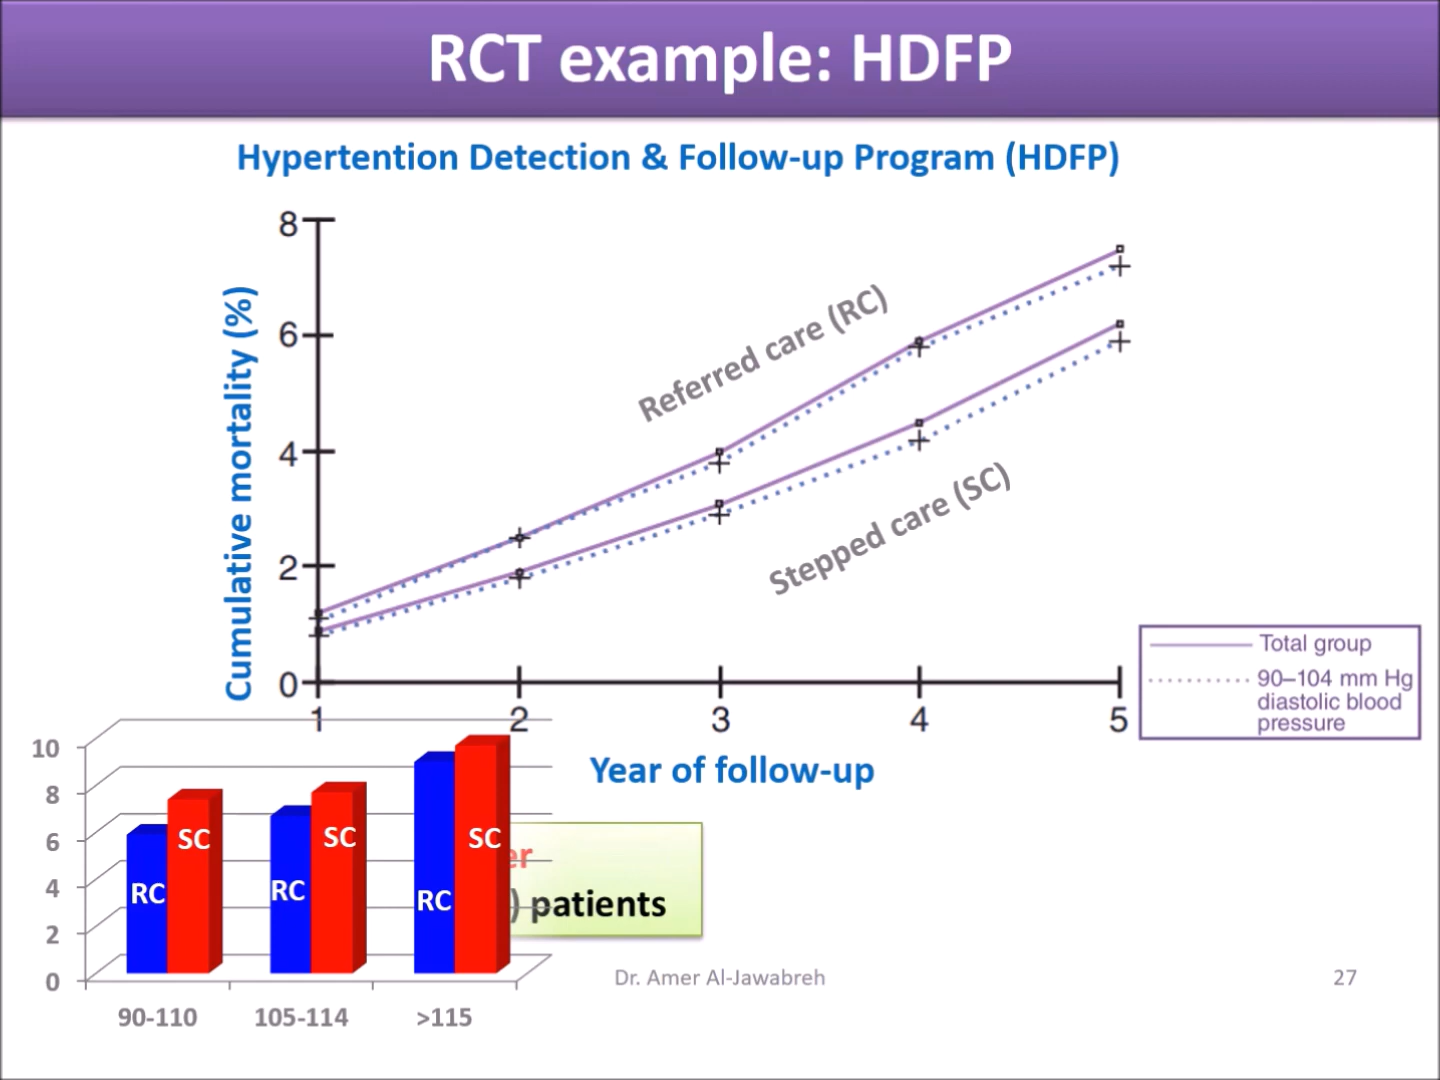 RCT example: HDFP
Hypertention Detection & Follow-up Program (HDFP)
Cumulative mortality (%)
8
6
4
2
0
1 2 3 4 5
Referred care (RC)
Stepped care (SC)
Total group
90–104 mm Hg
diastolic blood
pressure
Year of follow-up
10
8
6
4
2
0
RC SC RC SC RC SC
90-110 105-114 >115
patients
Dr. Amer Al-Jawabreh
27